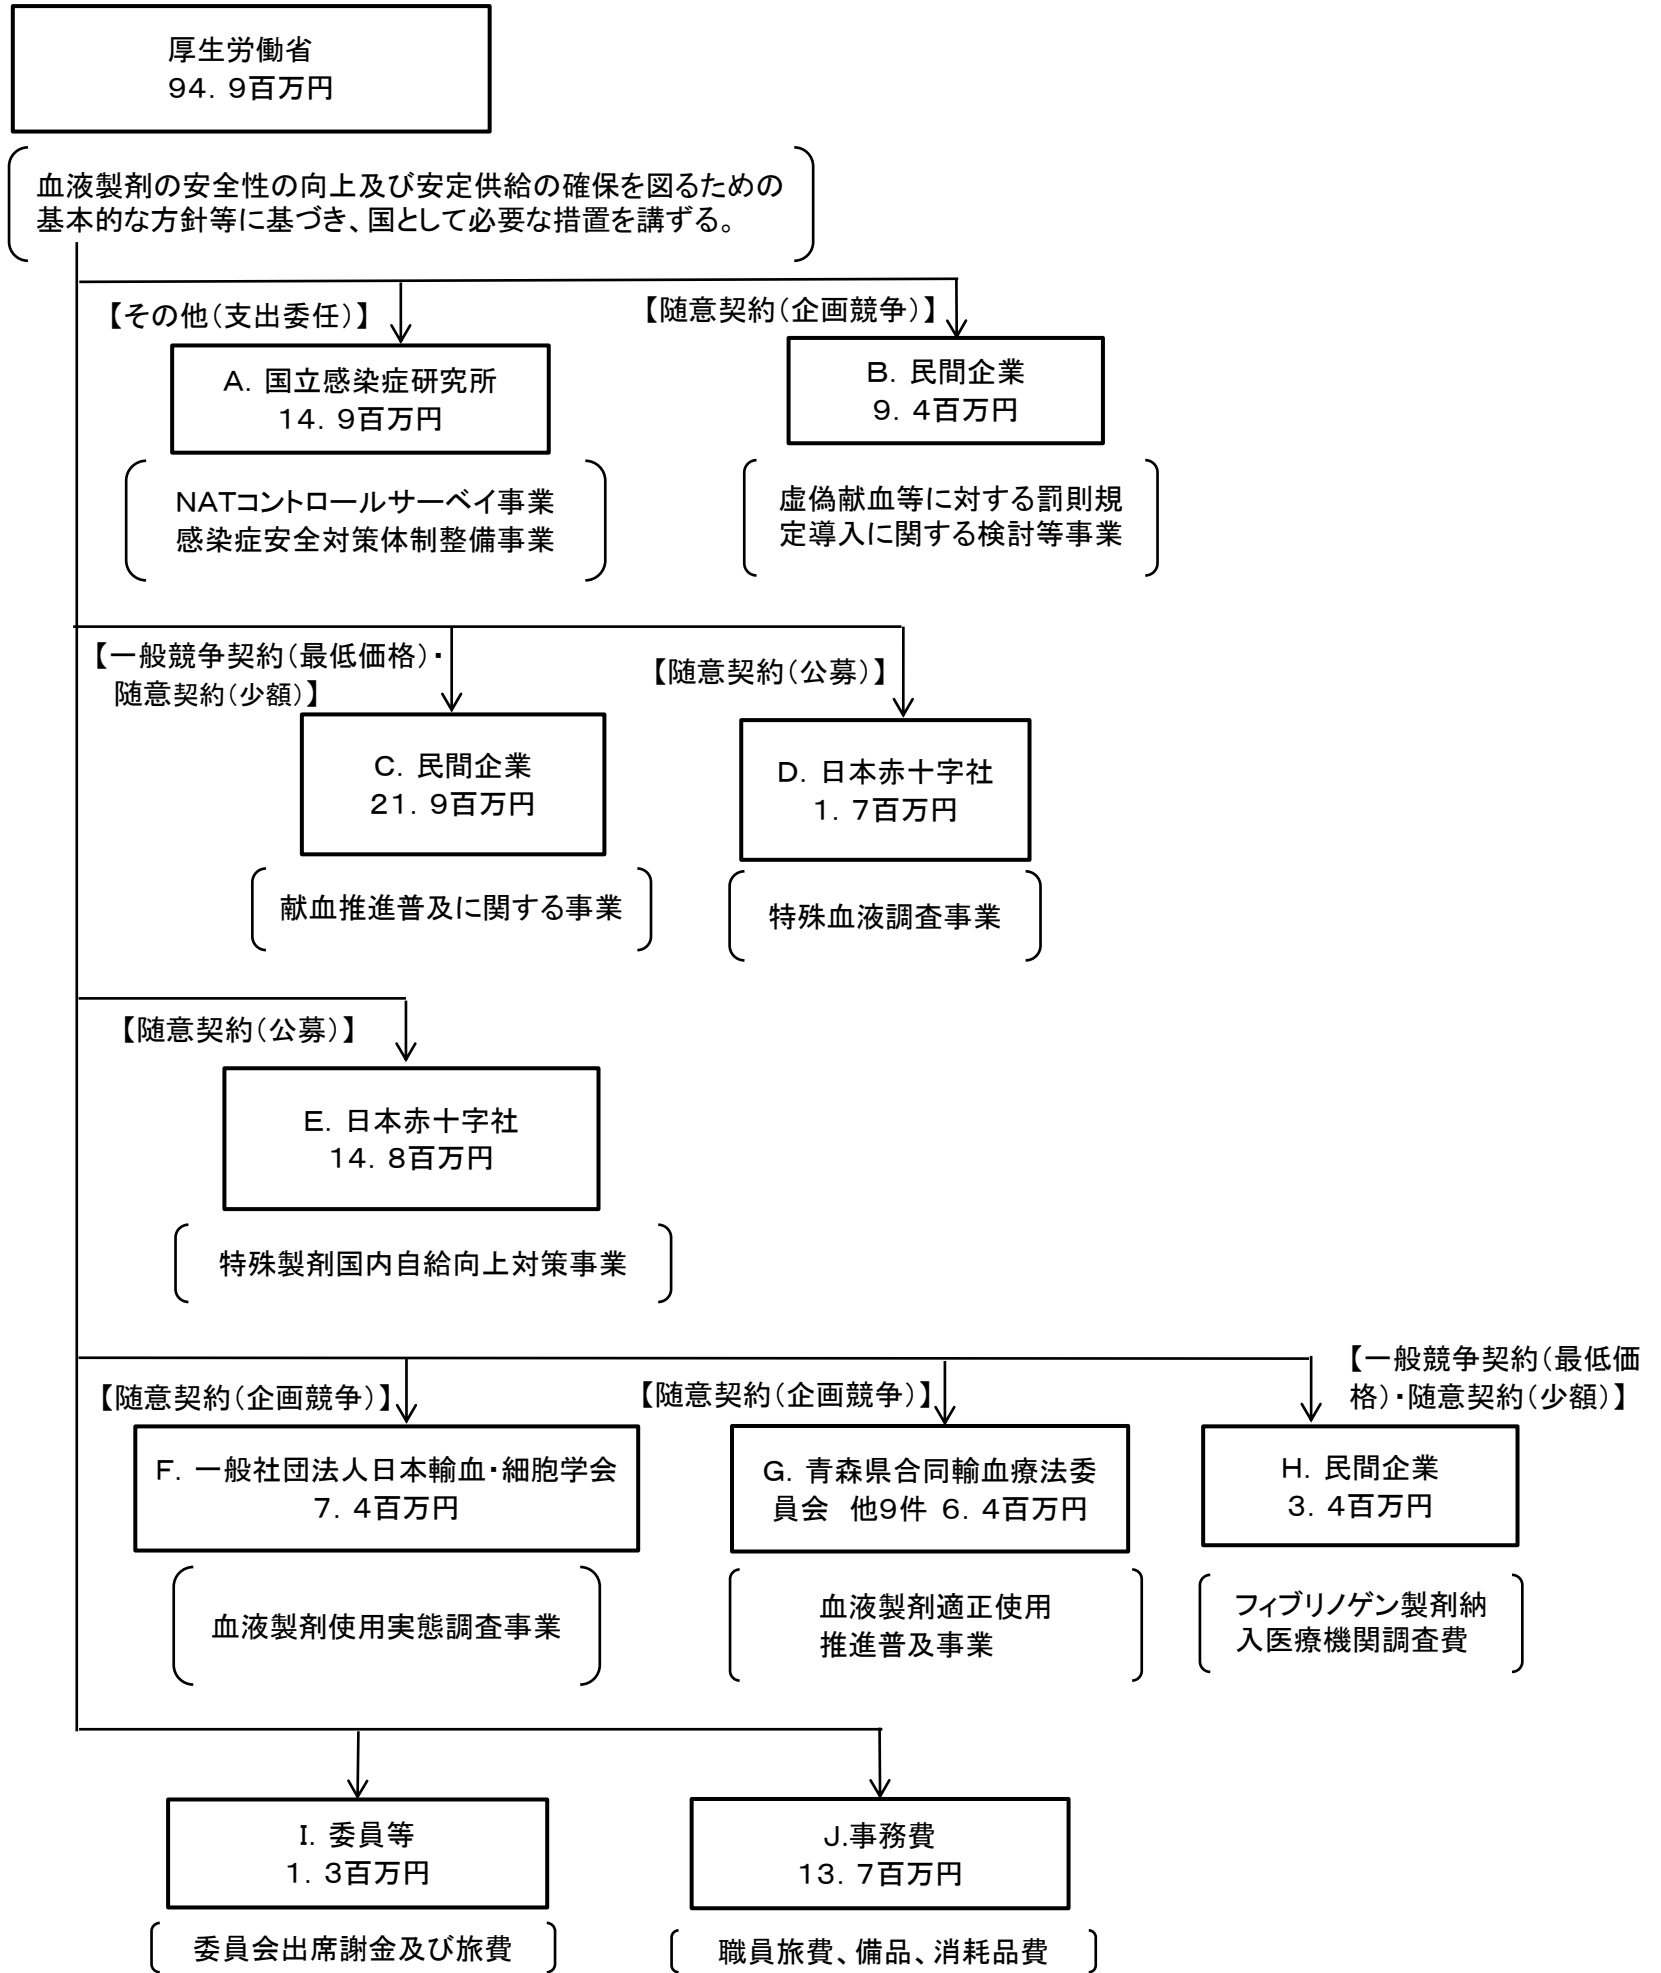 厚生労働省
94．9百万円
血液製剤の安全性の向上及び安定供給の確保を図るための
基本的な方針等に基づき、国として必要な措置を講ずる。
【その他（支出委任）】
【随意契約（企画競争）】
A．国立感染症研究所
14．9百万円
B．民間企業
9．4百万円
NATコントロールサーベイ事業
感染症安全対策体制整備事業
虚偽献血等に対する罰則規
定導入に関する検討等事業
【一般競争契約（最低価格）・
随意契約（少額）】
【随意契約（公募）】
C．民間企業
21．9百万円
D．日本赤十字社
1．7百万円
献血推進普及に関する事業
特殊血液調査事業
【随意契約（公募）】
E．日本赤十字社
14．8百万円
特殊製剤国内自給向上対策事業
【随意契約（企画競争）】
【随意契約（企画競争）】
【一般競争契約（最低価
格）・随意契約（少額）】
F．一般社団法人日本輸血・細胞学会
7．4百万円
G．青森県合同輸血療法委
員会　他9件 6．4百万円
H．民間企業
3．4百万円
血液製剤使用実態調査事業
血液製剤適正使用
推進普及事業
フィブリノゲン製剤納
入医療機関調査費
I．委員等
1．3百万円
J.事務費
13．7百万円
委員会出席謝金及び旅費
職員旅費、備品、消耗品費